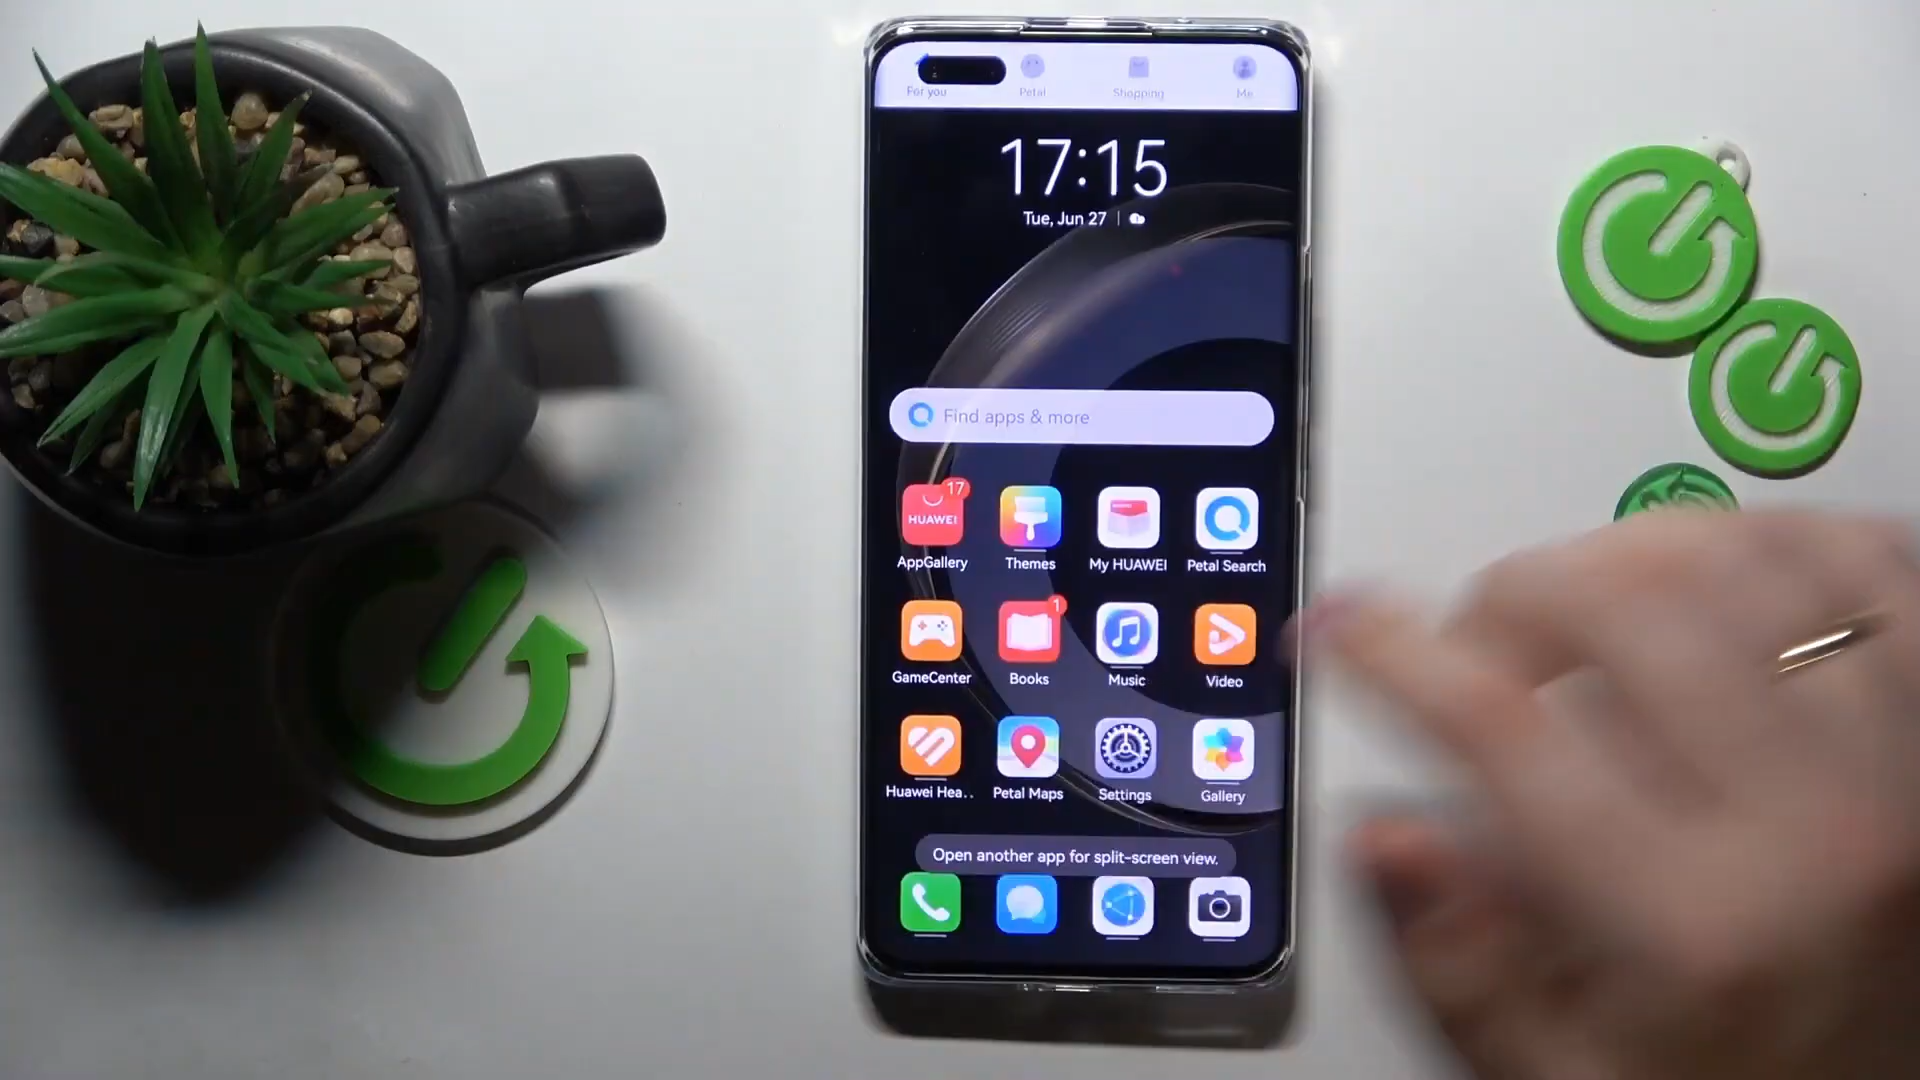 For you Petal Shopping Me
17:15
Tue, Jun 27
Find apps & more
17
HUAWEI
AppGallery Themes My HUAWEI Petal Search
1
GameCenter Books Music Video
Huawei Hea.. Petal Maps Settings Gallery
Open another app for split-screen view.